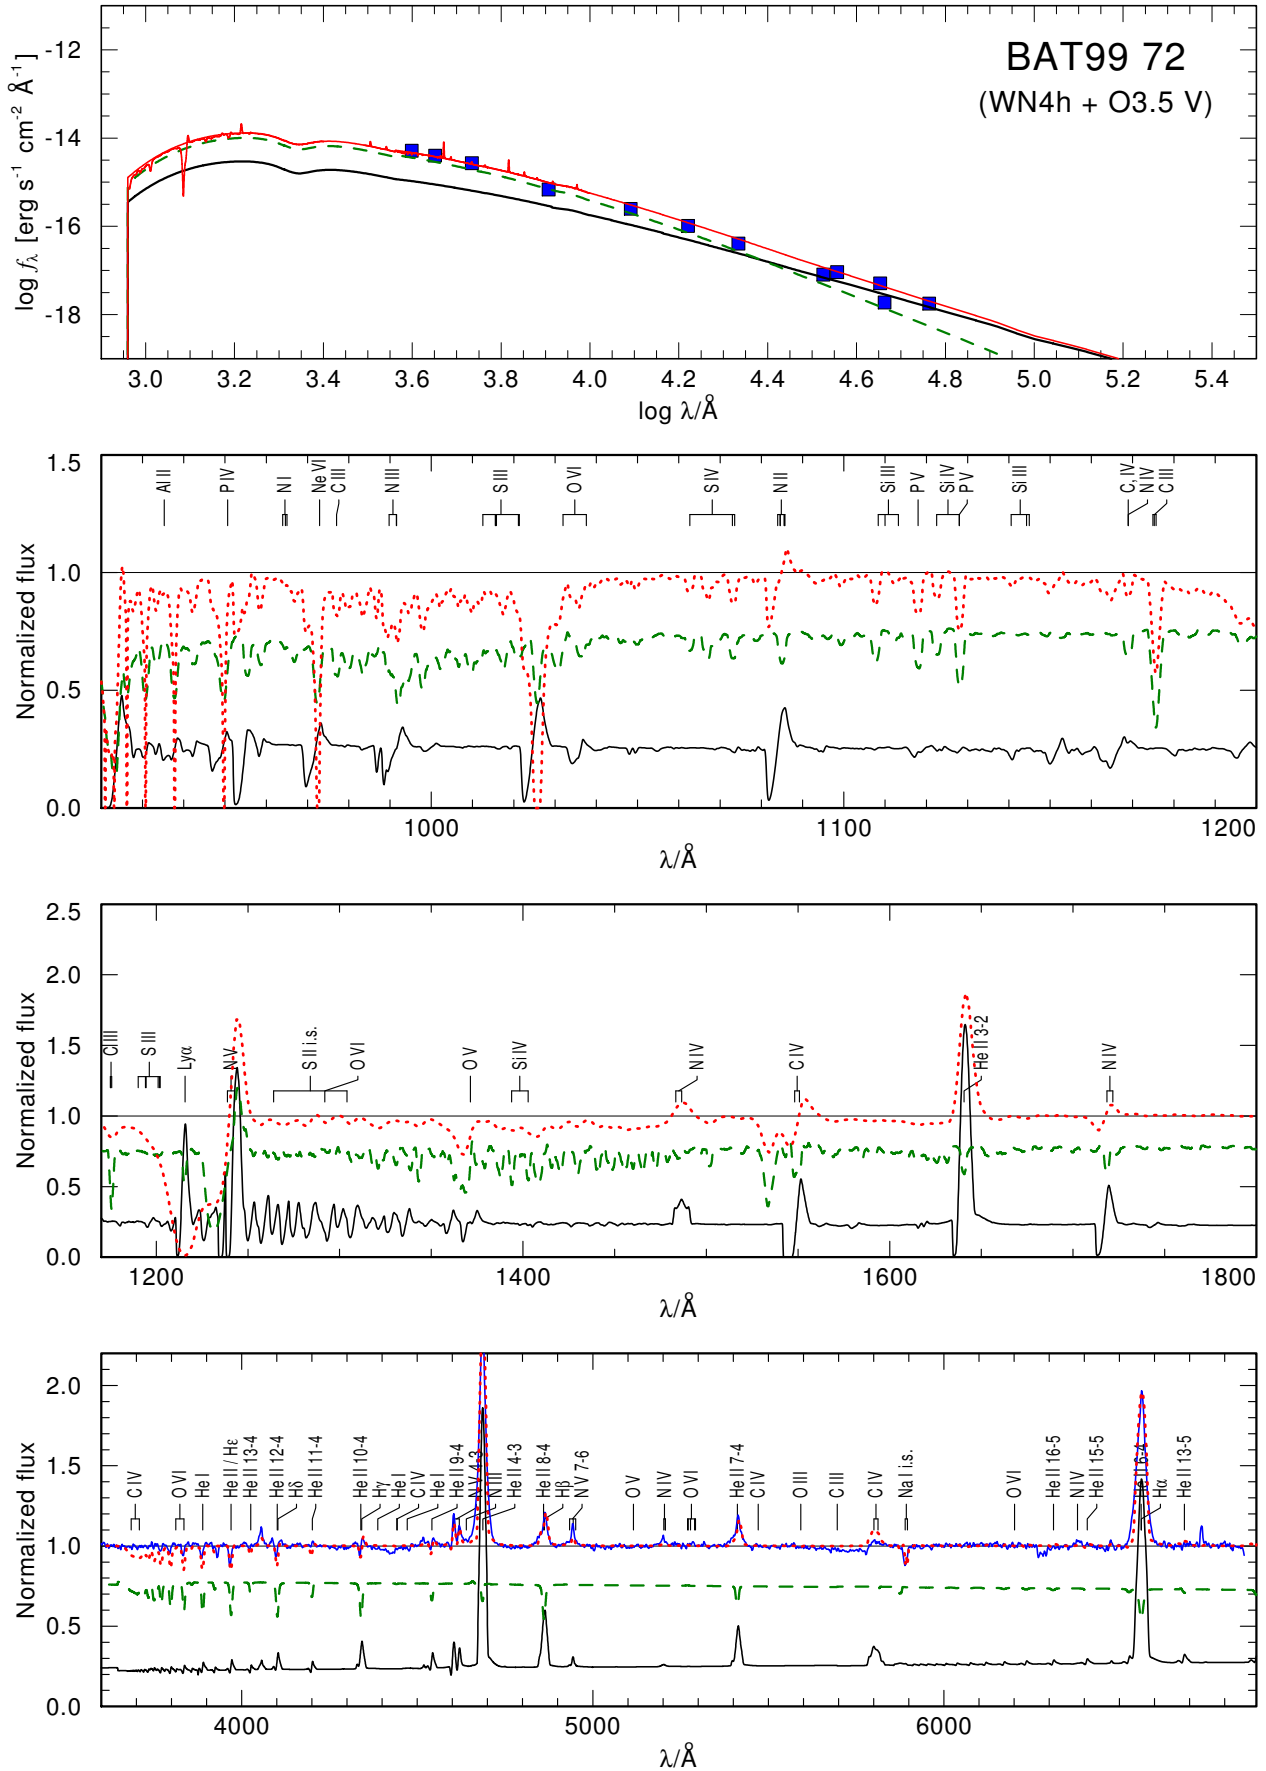 BAT99 72
(WN4h + O3.5 V)
log fλ [erg s-1 cm-2 Å-1]
-12
-14
-16
-18
3.0 3.2 3.4 3.6 3.8 4.0 4.2 4.4 4.6 4.8 5.0 5.2 5.4
log λ/Å
Normalized flux
1.5
1.0
0.5
0.0
Al II P IV N I Ne VI C III N III S III O VI S IV N II Si III P V Si IV P V Si III C, IV N IV C III
1000 1100 1200
λ/Å
Normalized flux
2.5
2.0
1.5
1.0
0.5
0.0
C III S III Lyα N V S II i.s. O VI O V Si IV N IV C IV He II 3-2 N IV
1200 1400 1600 1800
λ/Å
Normalized flux
2.0
1.5
1.0
0.5
0.0
C IV O VI He I He II / Hε He II 13-4 He II 12-4 Hδ He II 11-4 He II 10-4 Hγ He I C IV He I He II 9-4 N V 4-3 N III He II 4-3 He II 8-4 Hβ N V 7-6 O V N IV O VI He II 7-4 C IV O III C III C IV Na I i.s. O VI He II 16-5 N IV He II 15-5 6-4 Hα He II 13-5
4000 5000 6000
λ/Å